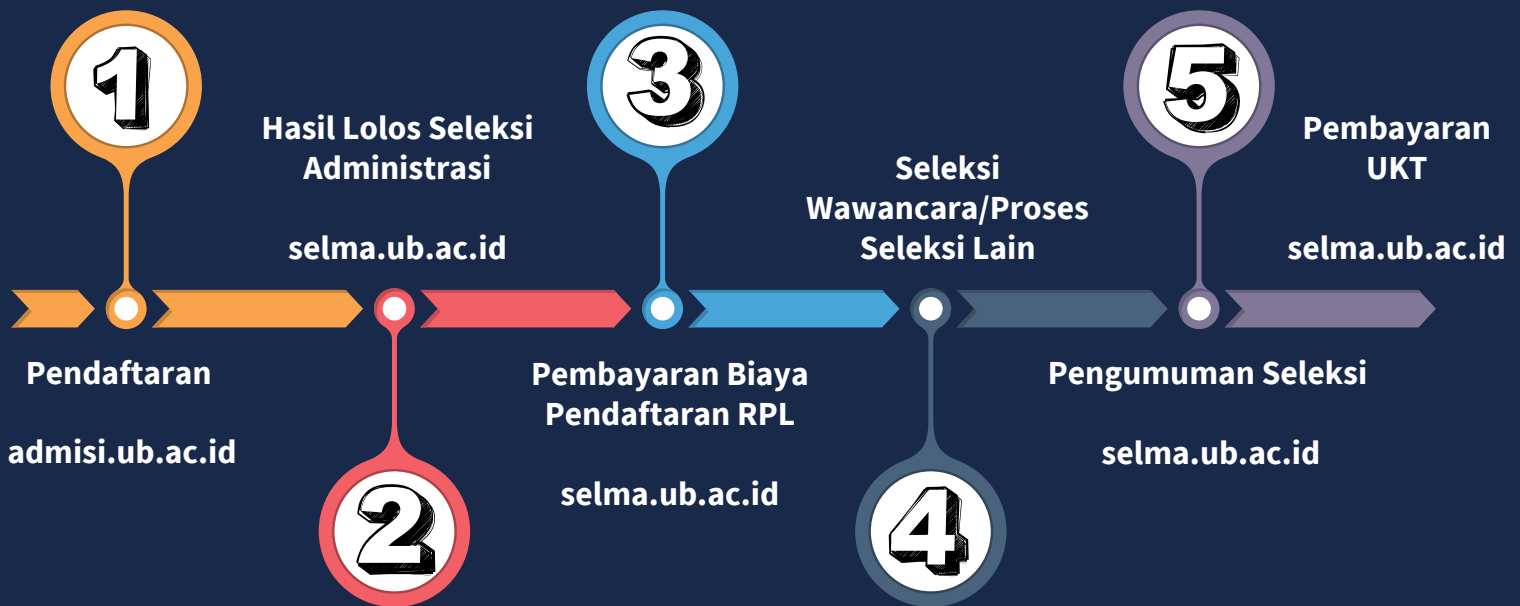 1
Pendaftaran
admisi.ub.ac.id
Hasil Lolos Seleksi
Administrasi
selma.ub.ac.id
2
3
Pembayaran Biaya
Pendaftaran RPL
selma.ub.ac.id
Seleksi
Wawancara/Proses
Seleksi Lain
4
5
Pengumuman Seleksi
selma.ub.ac.id
Pembayaran
UKT
selma.ub.ac.id